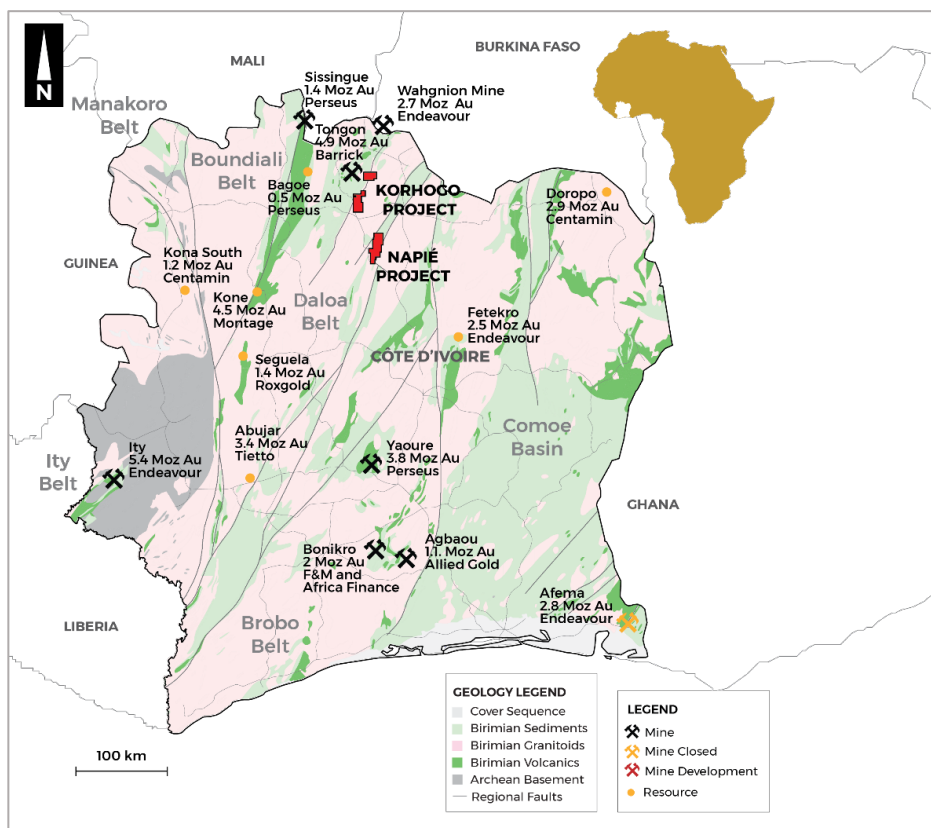 N
MALI
BURKINA FASO
Sissingue
1.4 Moz Au
Perseus
Wahgnion Mine
2.7 Moz Au
Endeavour
Manakoro
Belt
Tongon
4.9 Moz Au
Barrick
Boundiali
Belt
Bagoe
0.5 Moz Au
Perseus
KORHOGO
PROJECT
Doropo
2.9 Moz Au
Centamin
NAPIÉ
PROJECT
GUINEA
Kona South
1.2 Moz Au
Centamin
Kone
4.5 Moz Au
Montage
Daloa
Belt
Fetekro
2.5 Moz Au
Endeavour
CÔTE D'IVOIRE
Seguela
1.4 Moz Au
Roxgold
Comoe
Basin
Abujar
3.4 Moz Au
Tietto
Ity
Belt
Ity
5.4 Moz Au
Endeavour
Yaoure
3.8 Moz Au
Perseus
GHANA
Bonikro
2 Moz Au
F&M and
Africa Finance
Agbaou
1.1. Moz Au
Allied Gold
Afema
2.8 Moz Au
Endeavour
LIBERIA
Brobo
Belt
100 km
GEOLOGY LEGEND
Cover Sequence
Birimian Sediments
Birimian Granitoids
Birimian Volcanics
Archean Basement
Regional Faults
LEGEND
Mine
Mine Closed
Mine Development
Resource